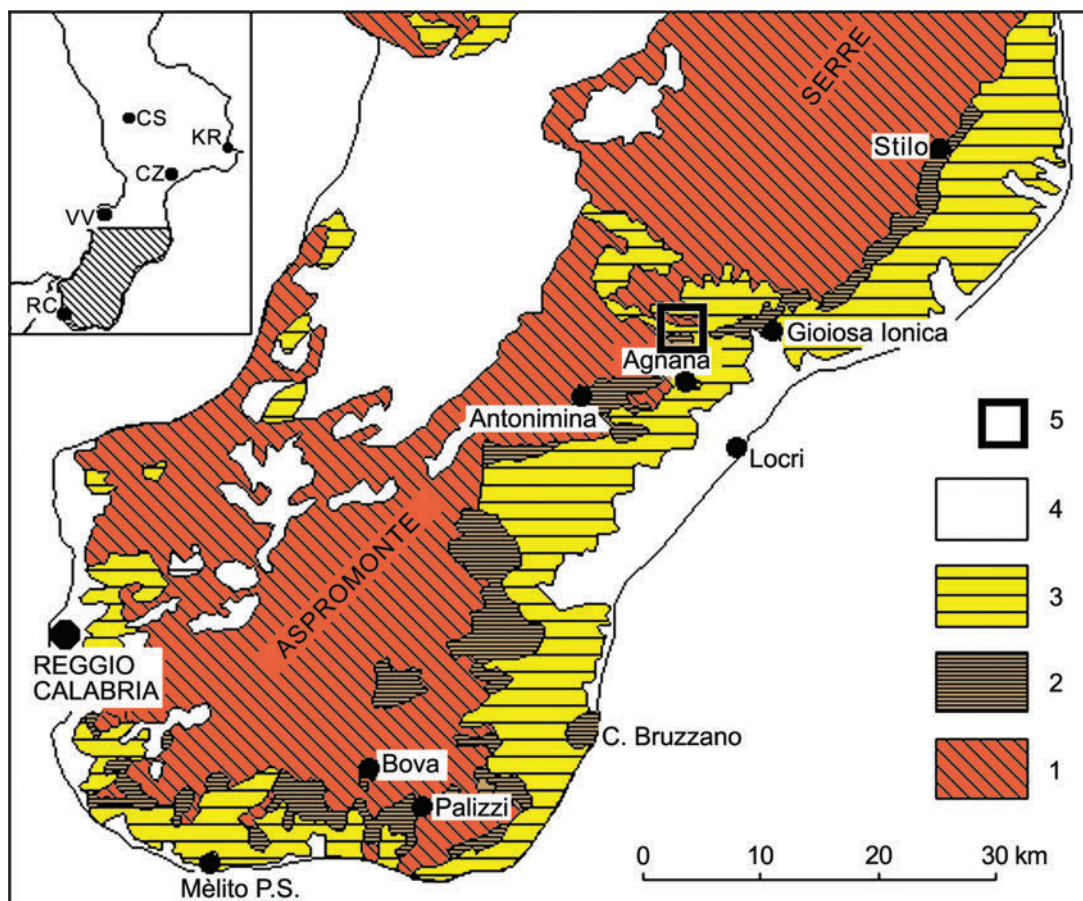 CS
KR
CZ
VV
RC
SERRE
Stilo
Gioiosa Ionica
Agnana
Antonimina
Locri
ASPROMONTE
REGGIO
CALABRIA
C. Bruzzano
Bova
Palizzi
Mèlito P.S.
5
4
3
2
1
0 10 20 30 km